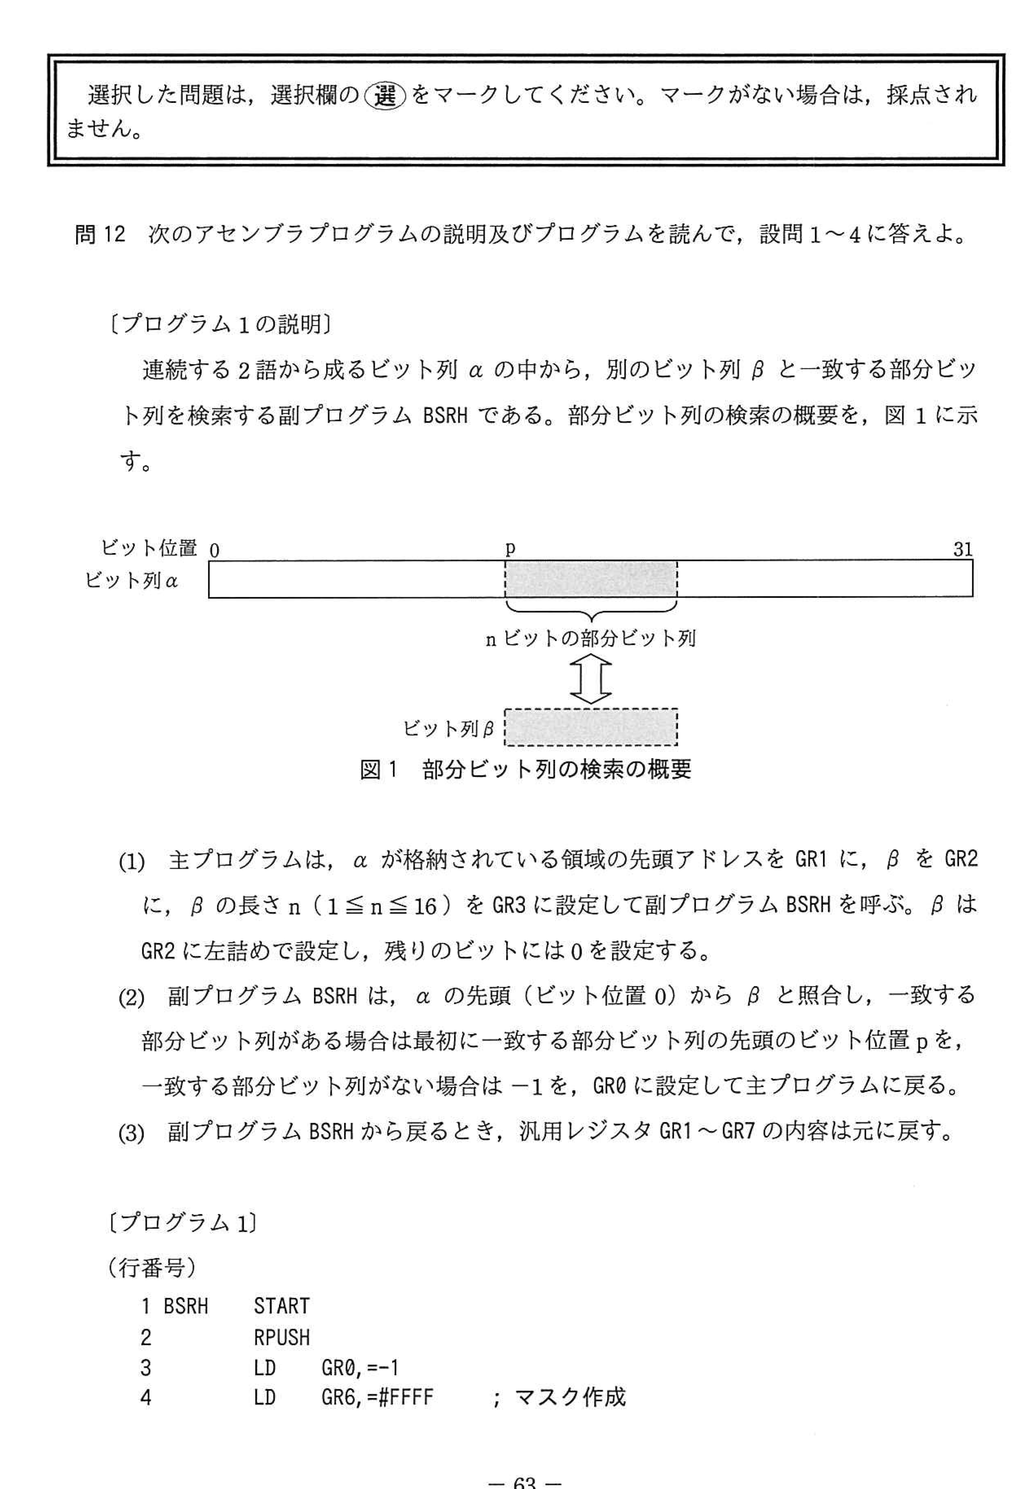 選択した問題は，選択欄の(選)をマークしてください。マークがない場合は，採点され
ません。
問12　次のアセンブラプログラムの説明及びプログラムを読んで，設問1～4に答えよ。
〔プログラム1の説明〕
連続する2語から成るビット列 α の中から，別のビット列 β と一致する部分ビッ
ト列を検索する副プログラム BSRH である。部分ビット列の検索の概要を，図1に示
す。
ビット位置 0 p 31
ビット列α
nビットの部分ビット列
ビット列β
図1　部分ビット列の検索の概要
(1)　主プログラムは，α が格納されている領域の先頭アドレスを GR1 に，β を GR2
に，β の長さ n（1≦n≦16）を GR3 に設定して副プログラム BSRH を呼ぶ。β は
GR2 に左詰めで設定し，残りのビットには 0 を設定する。
(2)　副プログラム BSRH は，α の先頭（ビット位置 0）から β と照合し，一致する
部分ビット列がある場合は最初に一致する部分ビット列の先頭のビット位置 p を，
一致する部分ビット列がない場合は －1 を，GR0 に設定して主プログラムに戻る。
(3)　副プログラム BSRH から戻るとき，汎用レジスタ GR1～GR7 の内容は元に戻す。
〔プログラム1〕
（行番号）
1 BSRH START
2 RPUSH
3 LD GR0,=-1
4 LD GR6,=#FFFF ; マスク作成
－ 63 －